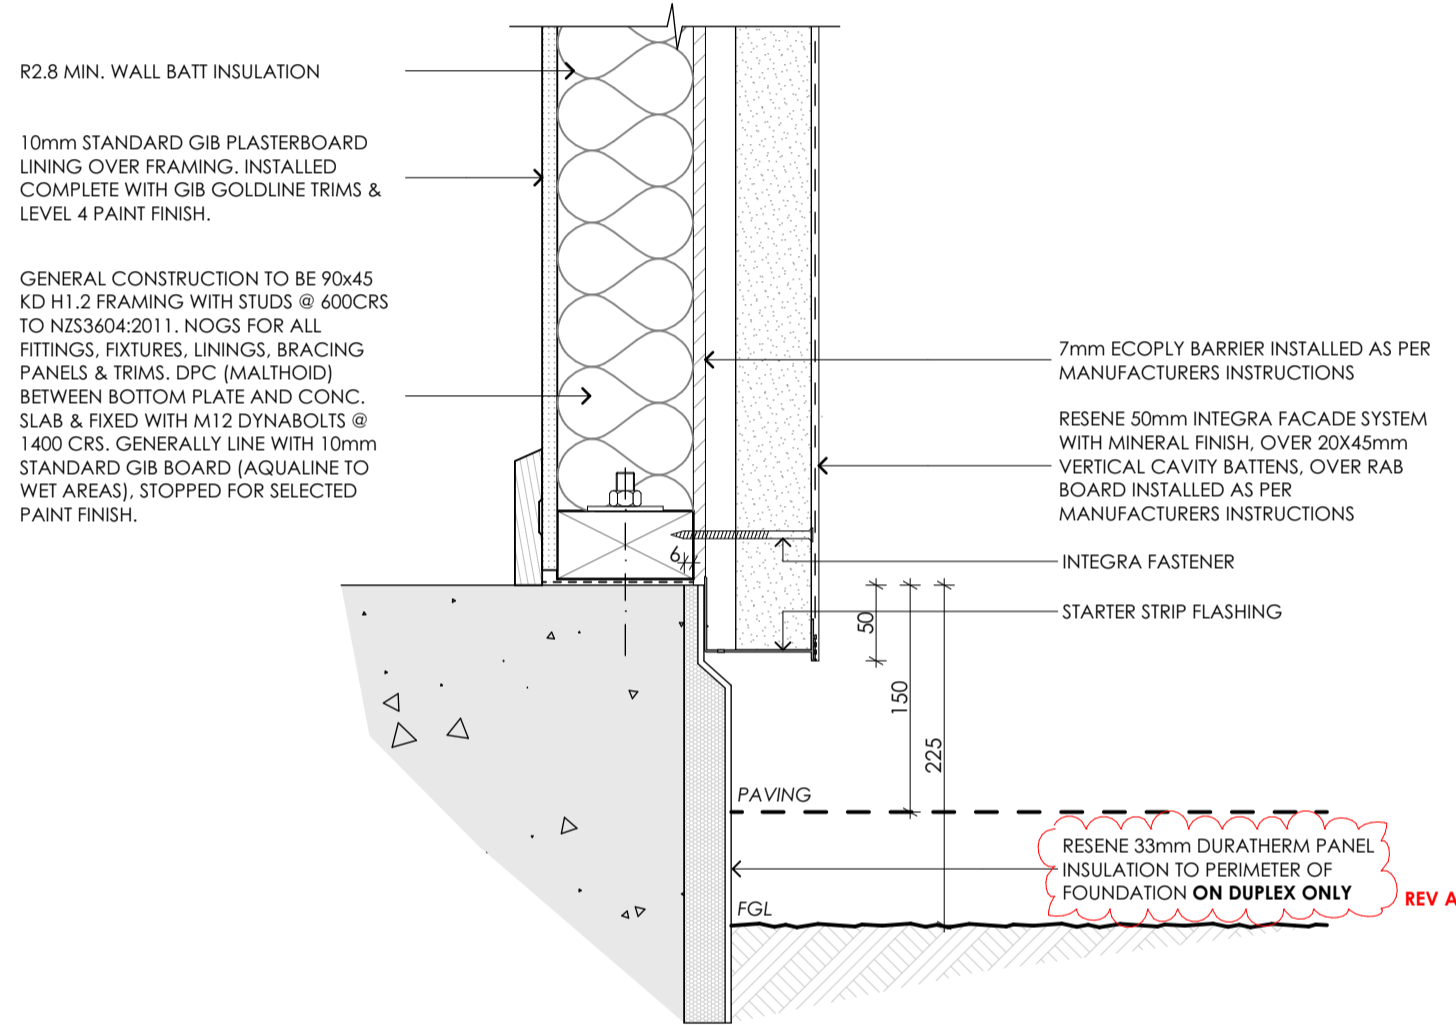 R2.8 MIN. WALL BATT INSULATION
10mm STANDARD GIB PLASTERBOARD
LINING OVER FRAMING. INSTALLED
COMPLETE WITH GIB GOLDLINE TRIMS &
LEVEL 4 PAINT FINISH.
GENERAL CONSTRUCTION TO BE 90x45
KD H1.2 FRAMING WITH STUDS @ 600CRS
TO NZS3604:2011. NOGS FOR ALL
FITTINGS, FIXTURES, LININGS, BRACING
PANELS & TRIMS. DPC (MALTHOID)
BETWEEN BOTTOM PLATE AND CONC.
SLAB & FIXED WITH M12 DYNABOLTS @
1400 CRS. GENERALLY LINE WITH 10mm
STANDARD GIB BOARD (AQUALINE TO
WET AREAS), STOPPED FOR SELECTED
PAINT FINISH.
7mm ECOPLY BARRIER INSTALLED AS PER
MANUFACTURERS INSTRUCTIONS
RESENE 50mm INTEGRA FACADE SYSTEM
WITH MINERAL FINISH, OVER 20X45mm
VERTICAL CAVITY BATTENS, OVER RAB
BOARD INSTALLED AS PER
MANUFACTURERS INSTRUCTIONS
INTEGRA FASTENER
STARTER STRIP FLASHING
6
50
150
225
PAVING
RESENE 33mm DURATHERM PANEL
INSULATION TO PERIMETER OF
FOUNDATION ON DUPLEX ONLY
REV A
FGL